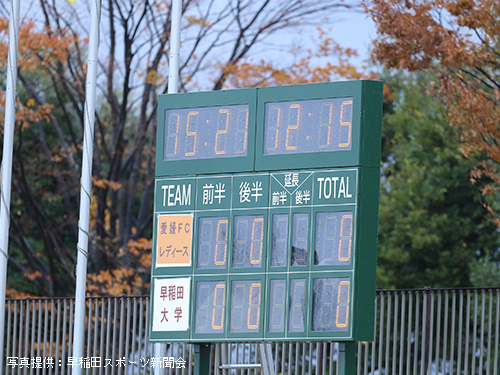 15:21 12:15
延長
TEAM 前半 後半 前半 後半 TOTAL
愛媛FC
レディース
0 0 0
早稲田
大学
0 0 0
写真提供：早稲田スポーツ新聞会